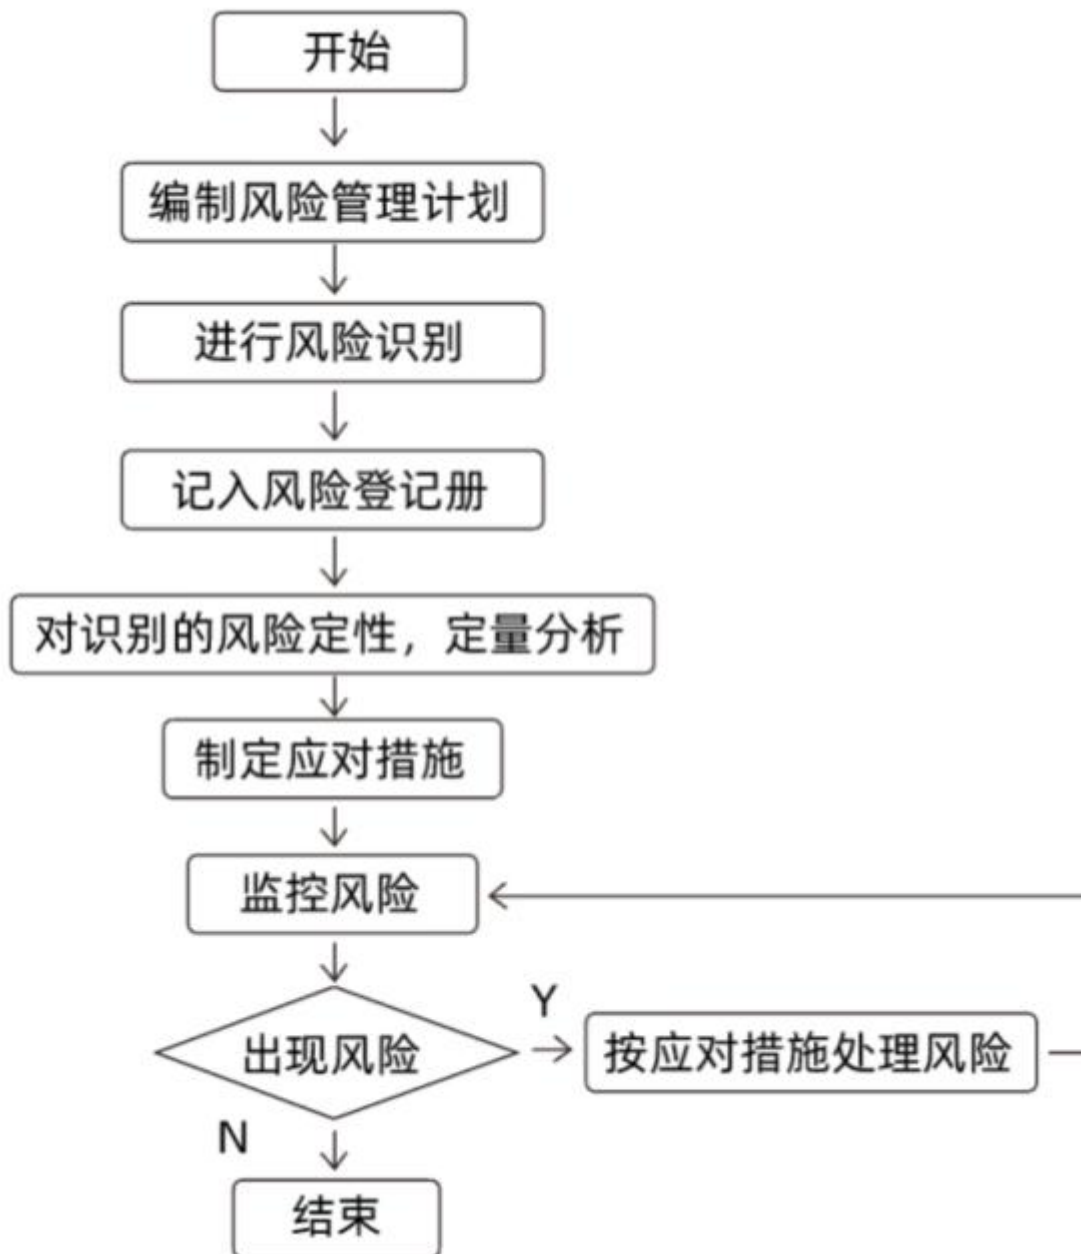 开始
编制风险管理计划
进行风险识别
记入风险登记册
对识别的风险定性，定量分析
制定应对措施
监控风险
出现风险
Y
按应对措施处理风险
N
结束